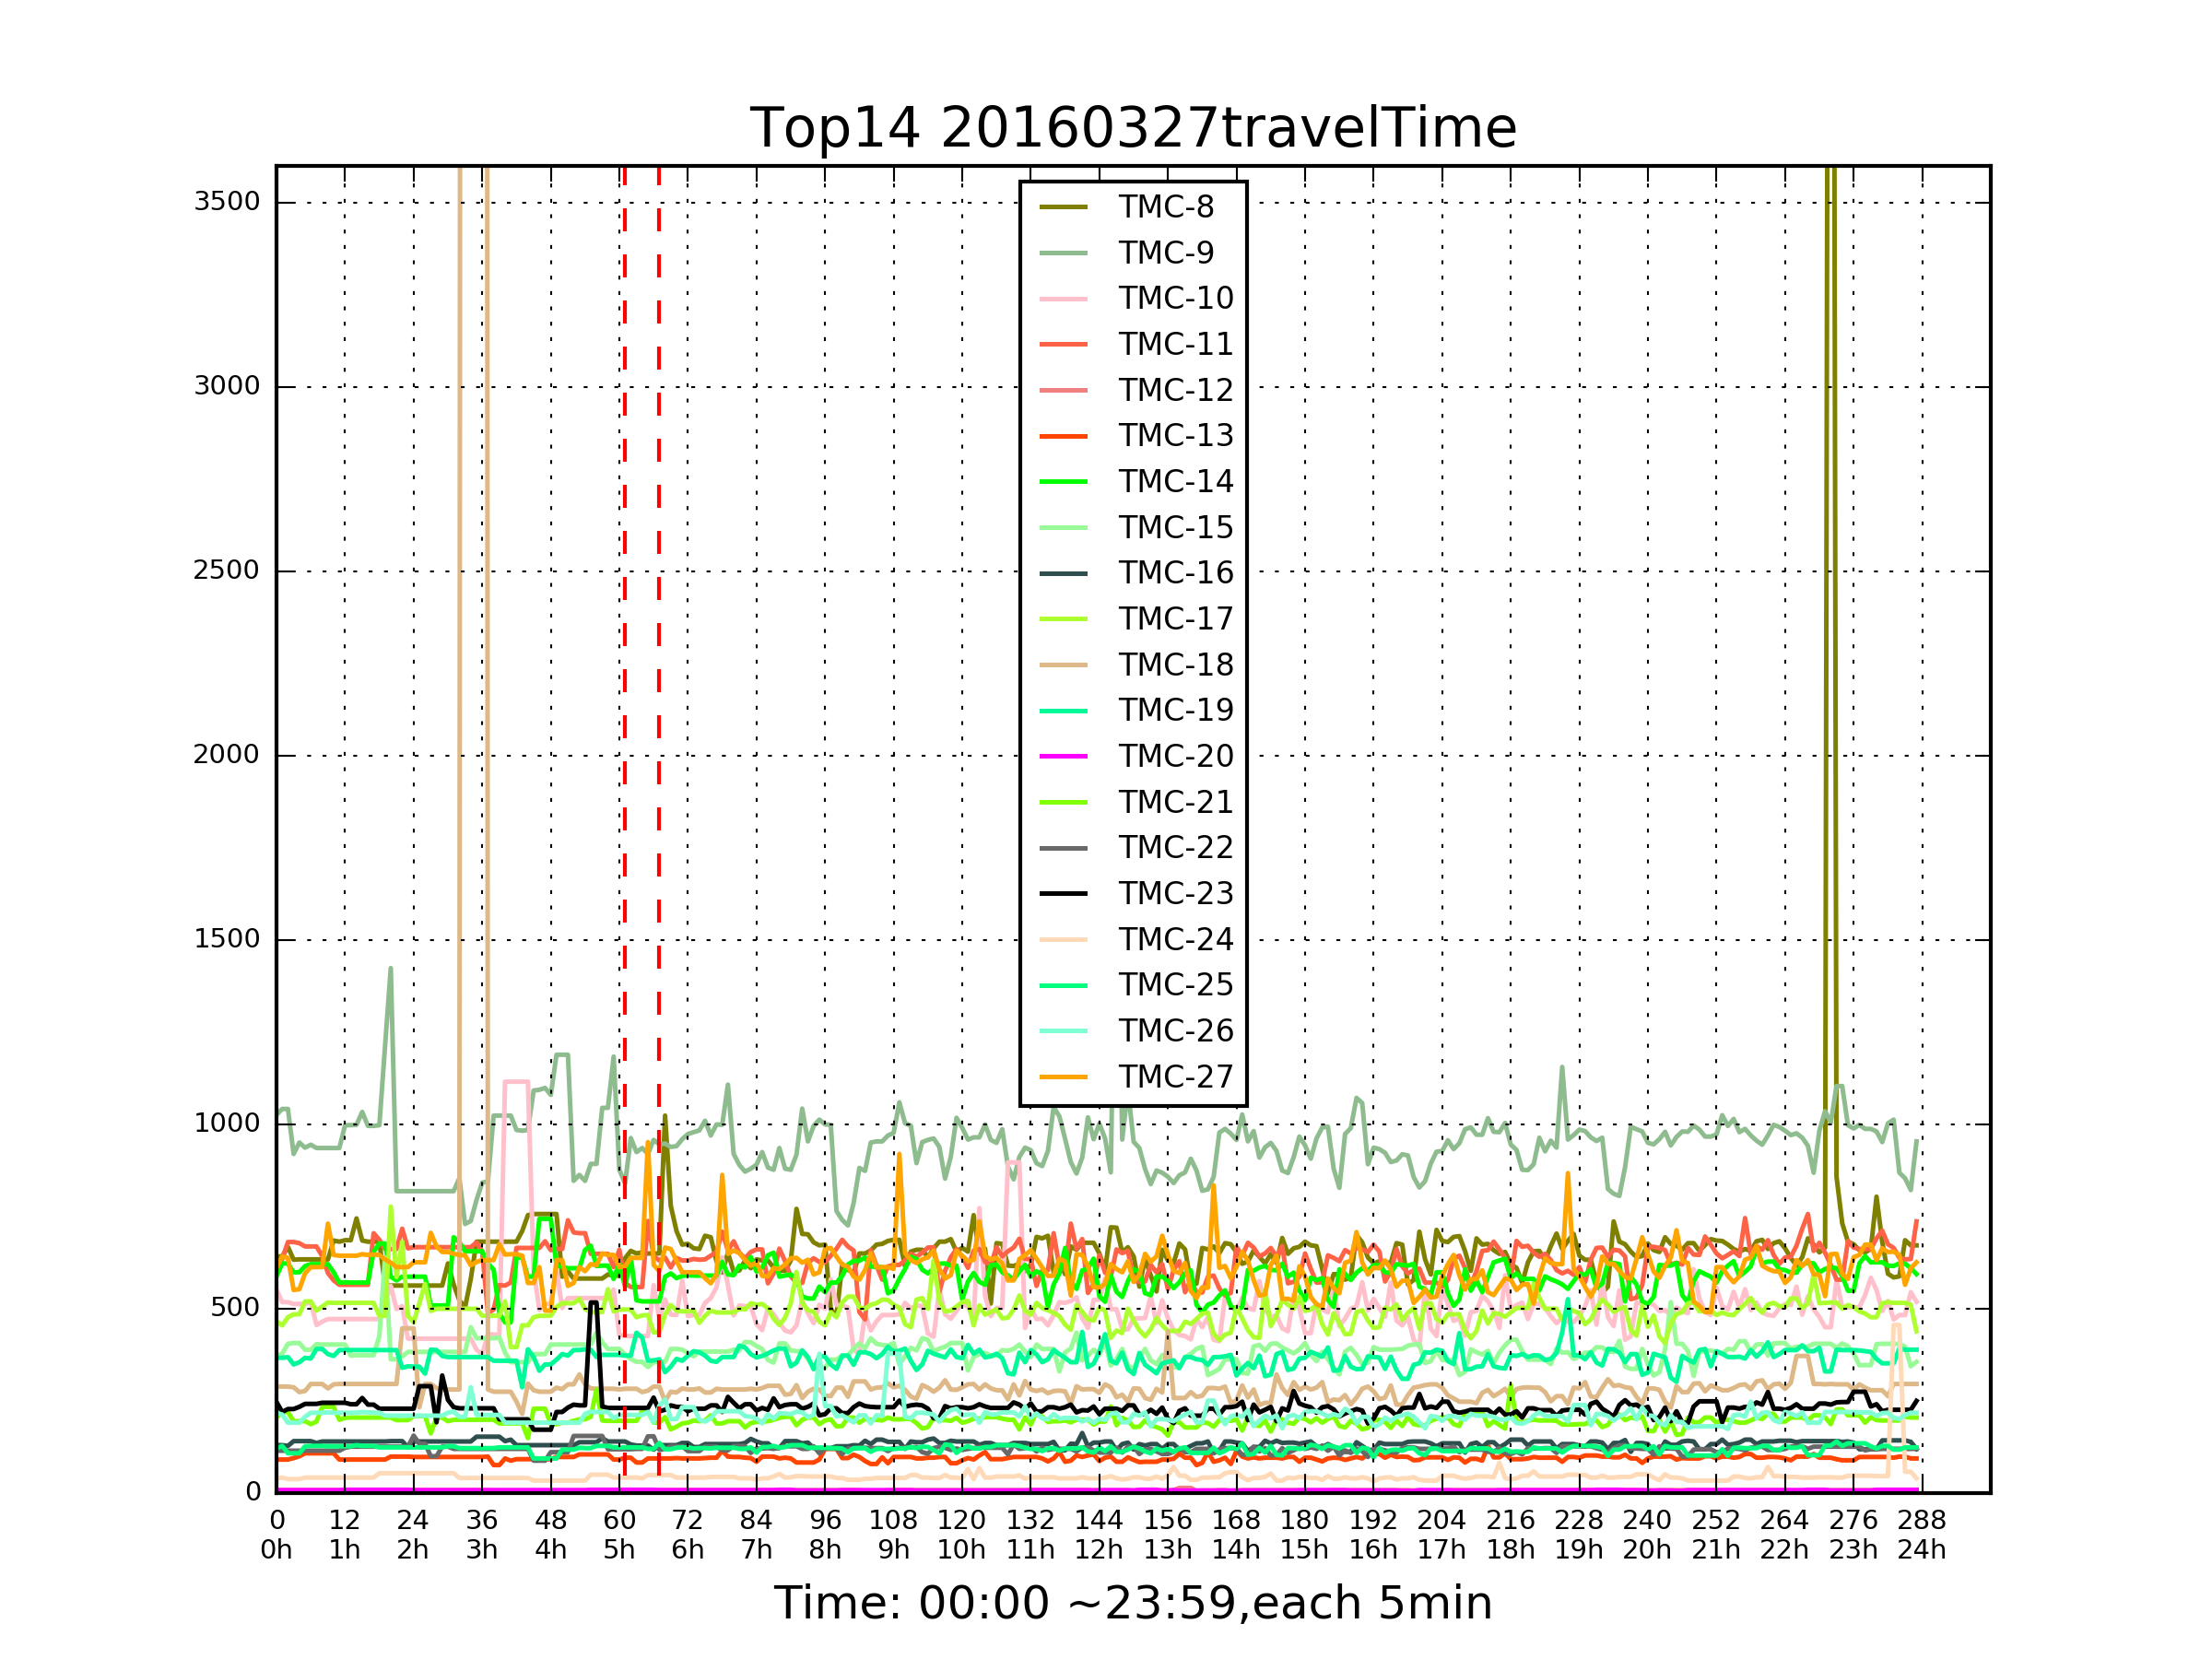 Top14 20160327travelTime
3500
3000
2500
2000
1500
1000
500
0
TMC-8
TMC-9
TMC-10
TMC-11
TMC-12
TMC-13
TMC-14
TMC-15
TMC-16
TMC-17
TMC-18
TMC-19
TMC-20
TMC-21
TMC-22
TMC-23
TMC-24
TMC-25
TMC-26
TMC-27
0 12 24 36 48 60 72 84 96 108 120 132 144 156 168 180 192 204 216 228 240 252 264 276 288
0h 1h 2h 3h 4h 5h 6h 7h 8h 9h 10h 11h 12h 13h 14h 15h 16h 17h 18h 19h 20h 21h 22h 23h 24h
Time: 00:00 ~23:59,each 5min